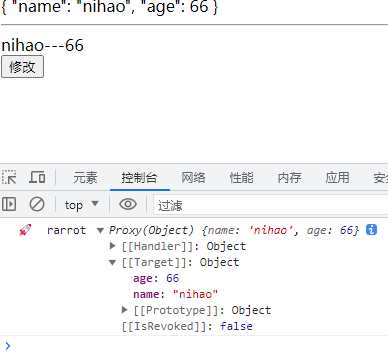 { "name": "nihao", "age": 66 }
nihao---66
修改
元素 控制台 网络 性能 内存 应用
top 过滤
🚀 rarrot ▼Proxy(Object) {name: 'nihao', age: 66} i
▶ [[Handler]]: Object
▼ [[Target]]: Object
age: 66
name: "nihao"
▶ [[Prototype]]: Object
[[IsRevoked]]: false